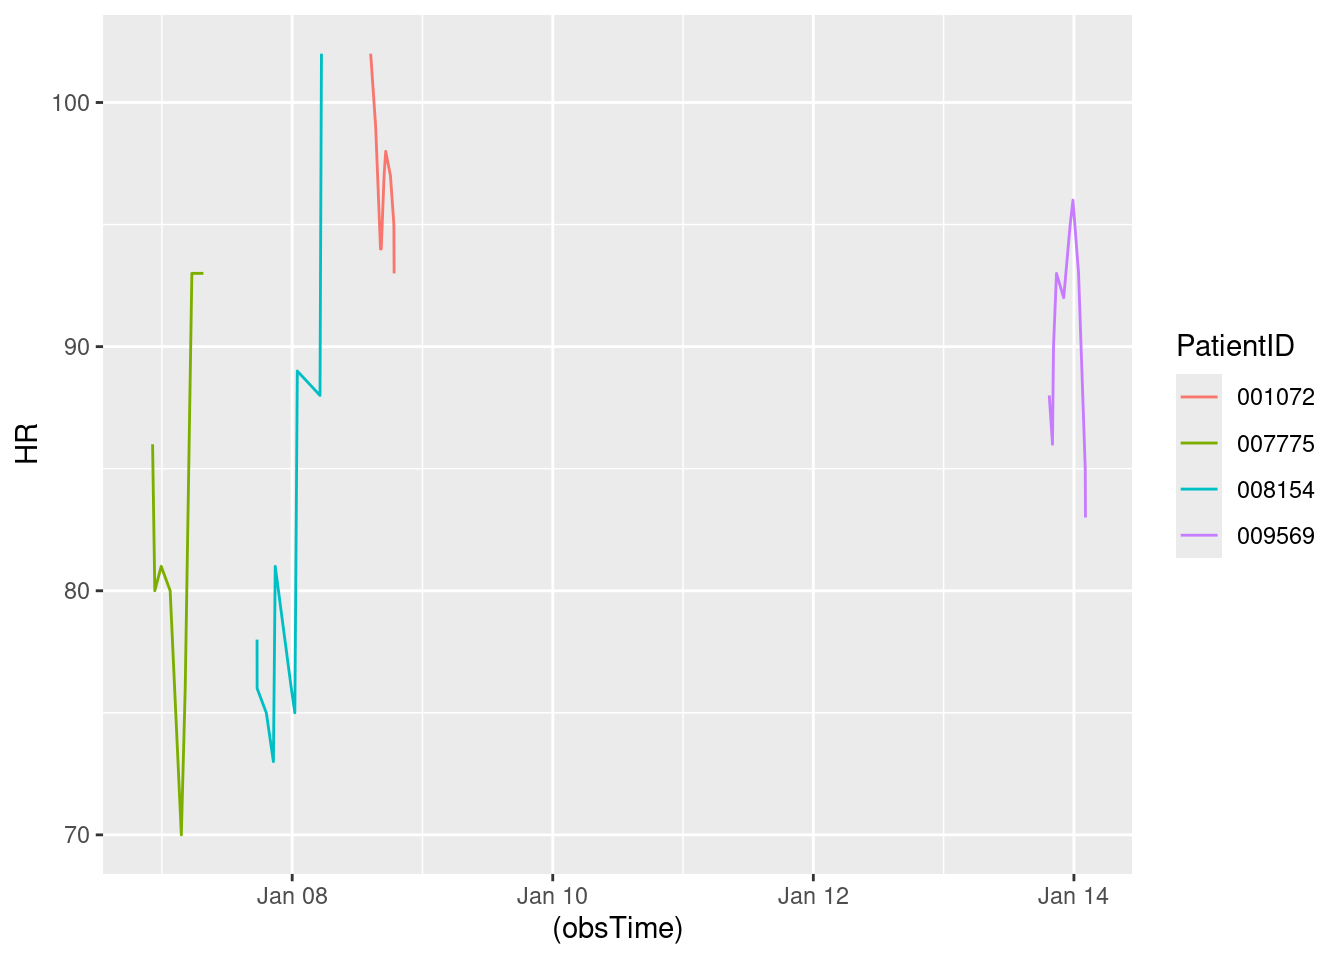 100
90
80
70
HR
Jan 08
Jan 10
Jan 12
Jan 14
(obsTime)
PatientID
001072
007775
008154
009569